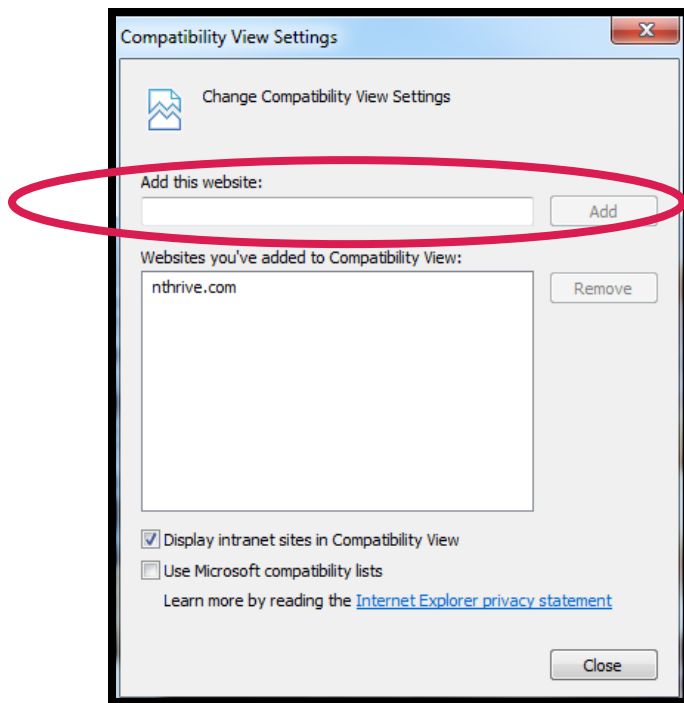 Compatibility View Settings
Change Compatibility View Settings
Add this website:
Add
Websites you've added to Compatibility View:
nthrive.com
Remove
Display intranet sites in Compatibility View
Use Microsoft compatibility lists
Learn more by reading the Internet Explorer privacy statement
Close